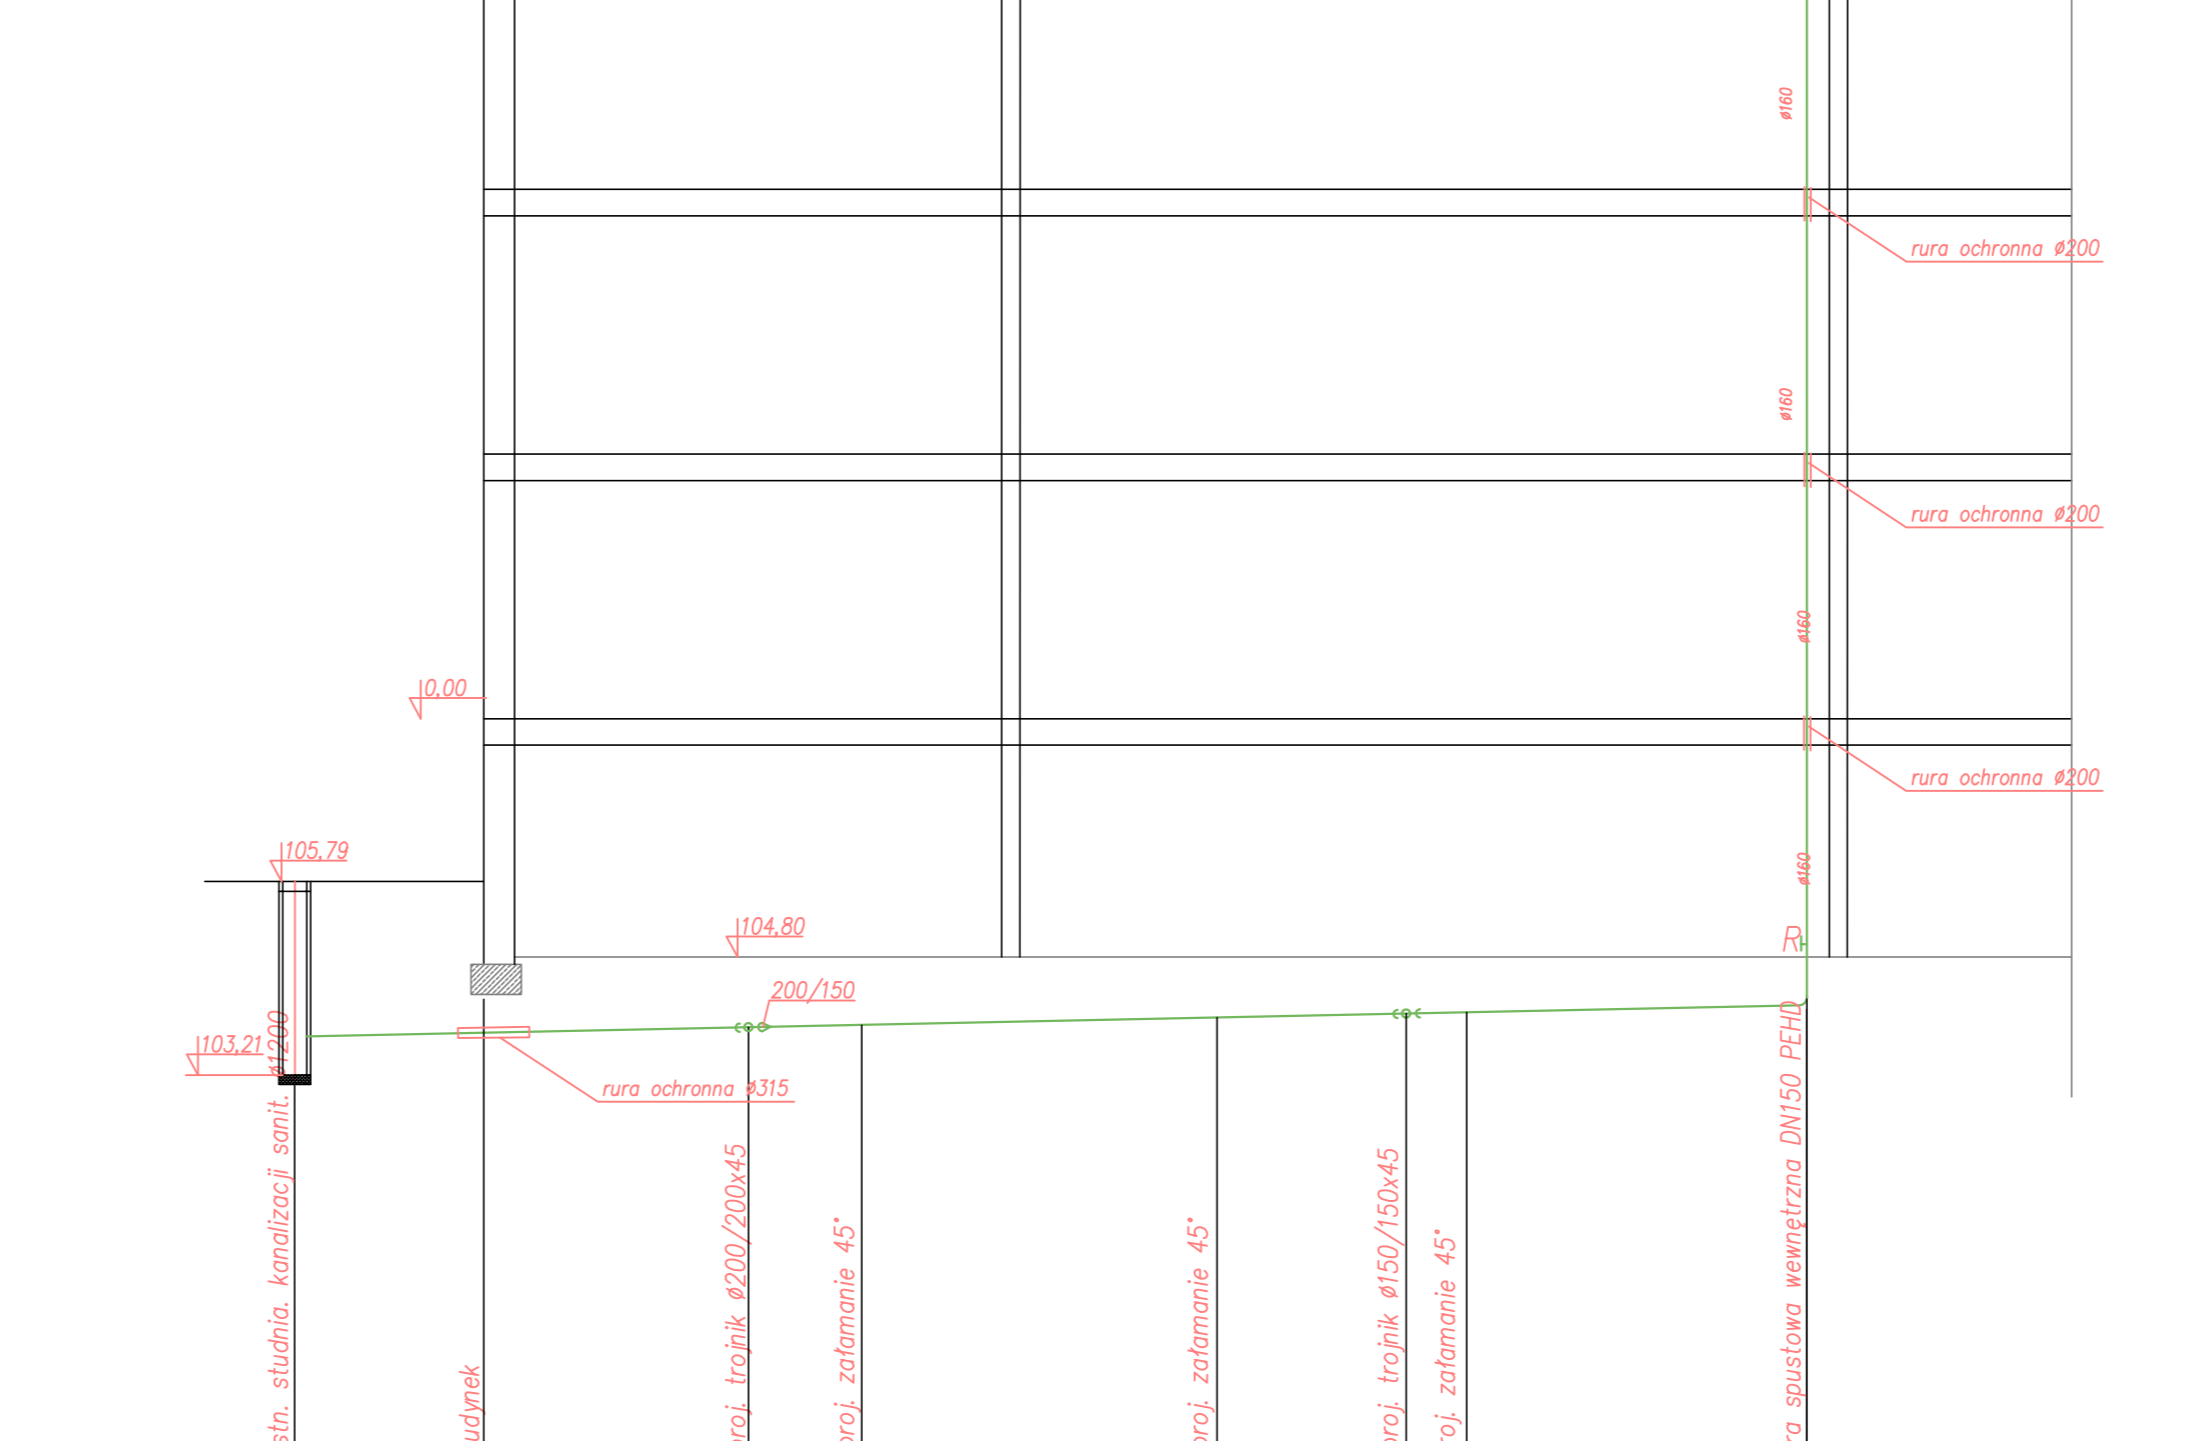 ø160
rura ochronna ø200
ø160
rura ochronna ø200
ø160
0,00
rura ochronna ø200
105,79
ø160
104,80
R
200/150
103,21
ø1200
rura ochronna ø315
stn. studnia. kanalizacji sanit.
udynek
roj. trojnik ø200/200x45
roj. załamanie 45°
roj. załamanie 45°
roj. trojnik ø150/150x45
roj. załamanie 45°
ra spustowa wewnętrzna DN150 PEHD